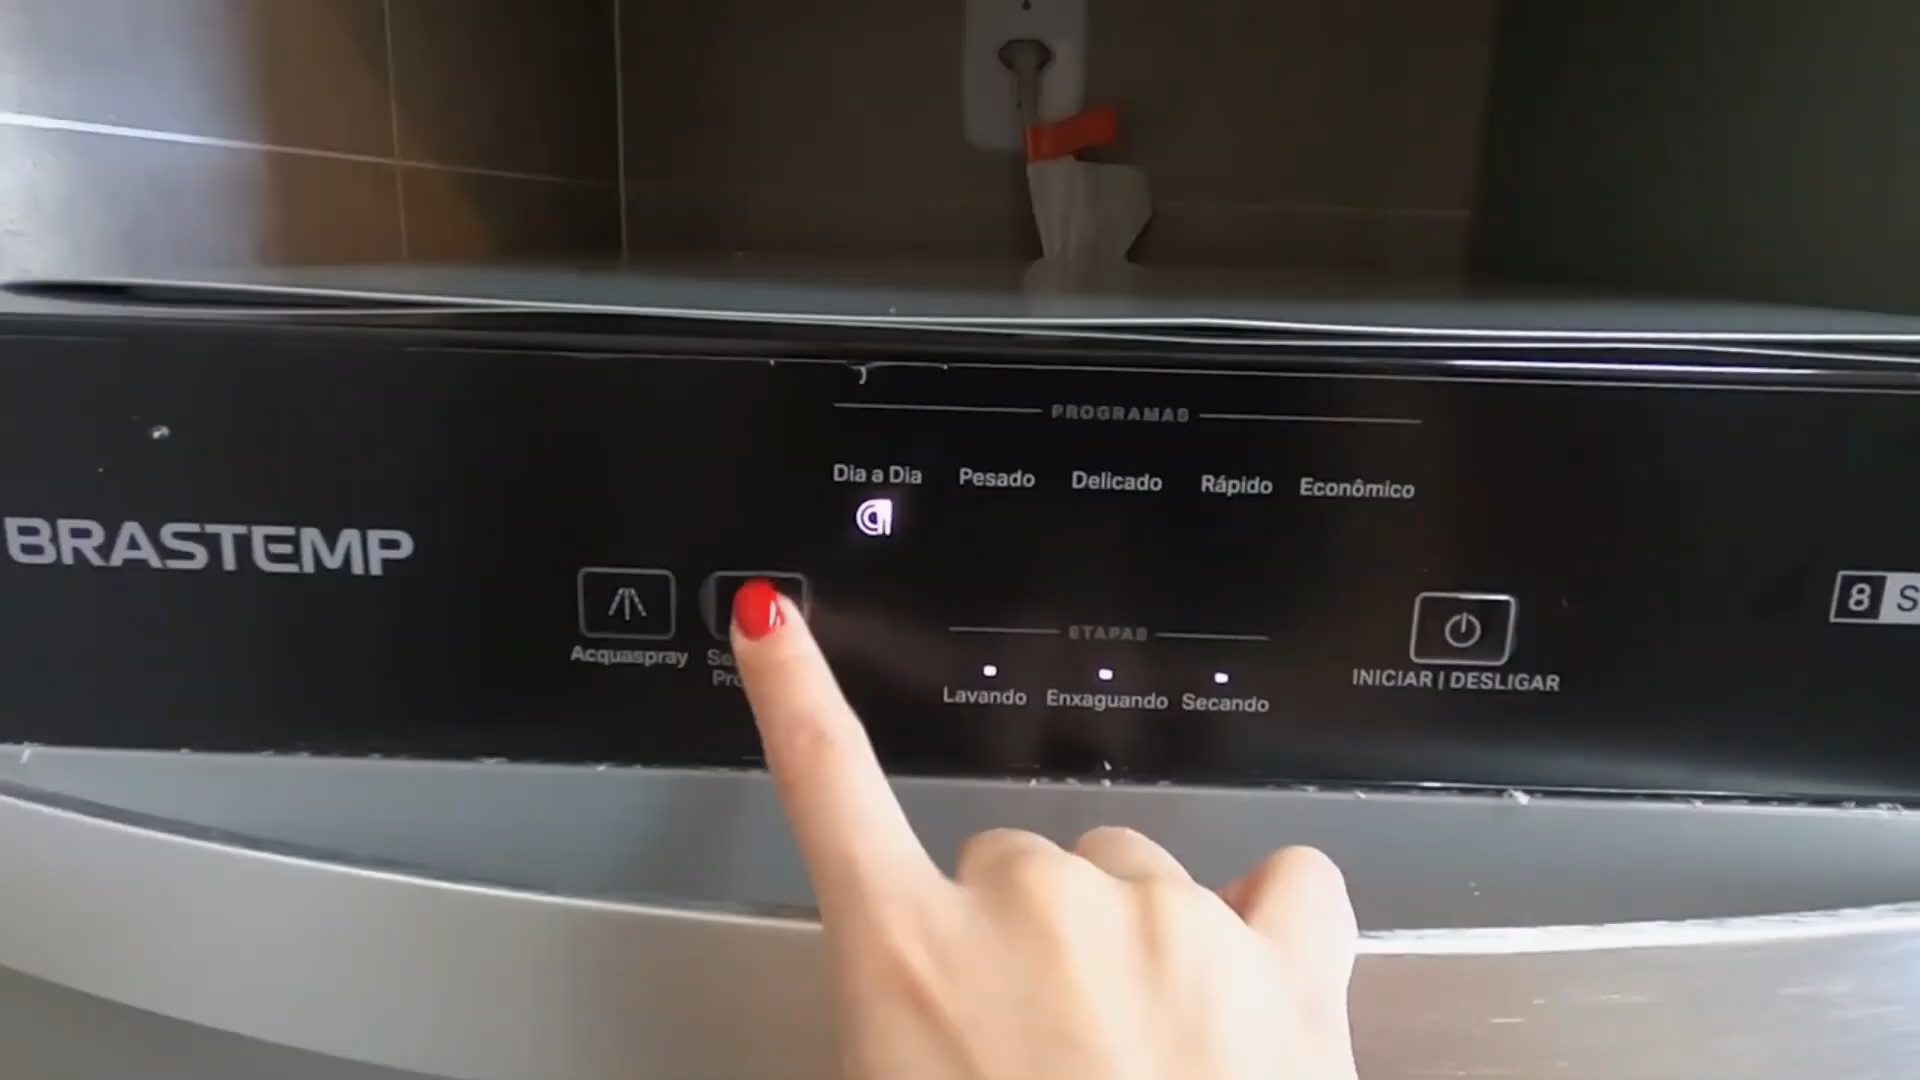 PROGRAMAS
Dia a Dia Pesado Delicado Rápido Econômico
BRASTEMP
8 S
Acquaspray
ETAPAS
Lavando Enxaguando Secando
INICIAR | DESLIGAR